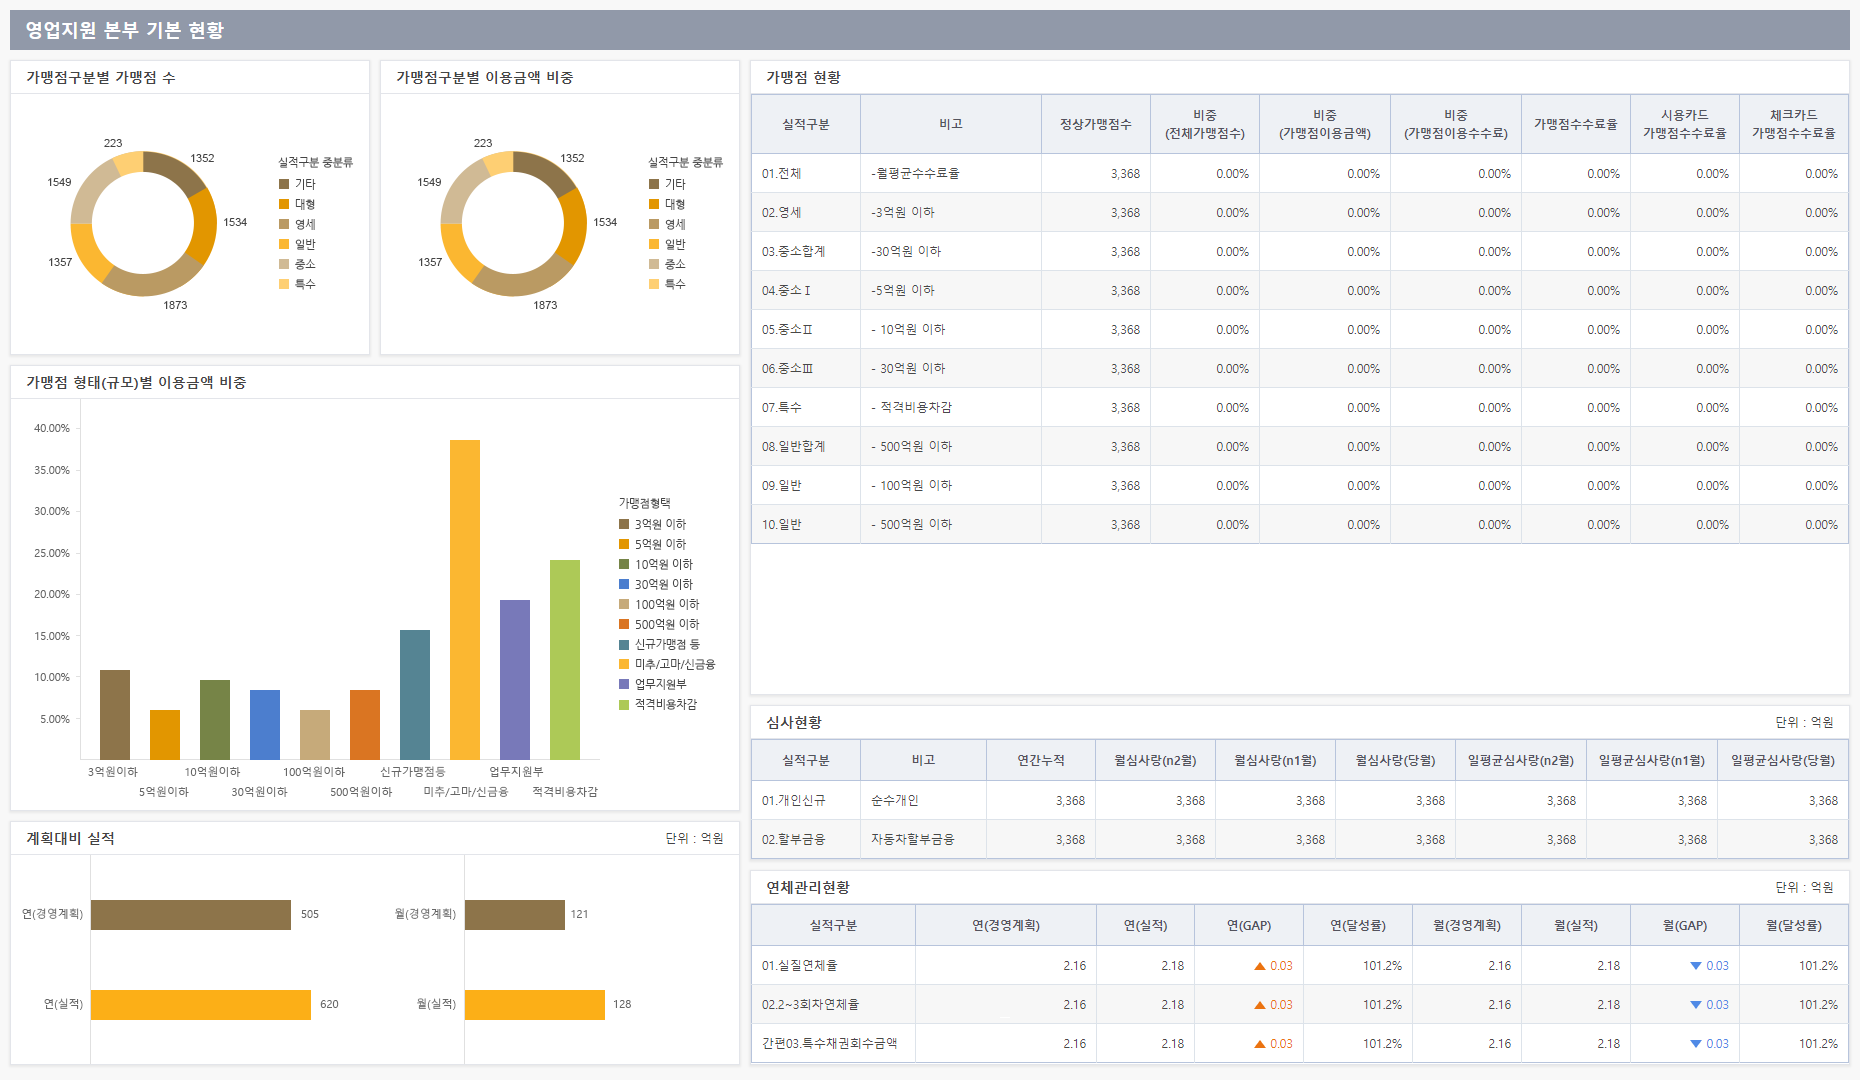 영업지원 본부 기본 현황
가맹점구분별 가맹점 수
223
1352
1549
1534
1357
1873
실적구분 중분류
기타
대형
영세
일반
중소
특수
가맹점구분별 이용금액 비중
223
1352
1549
1534
1357
1873
실적구분 중분류
기타
대형
영세
일반
중소
특수
가맹점 형태(규모)별 이용금액 비중
40.00%
35.00%
30.00%
25.00%
20.00%
15.00%
10.00%
5.00%
3억원이하 10억원이하 100억원이하 신규가맹점등 업무지원부
5억원이하 30억원이하 500억원이하 미추/고마/신금융 적격비용차감
가맹점형택
3억원 이하
5억원 이하
10억원 이하
30억원 이하
100억원 이하
500억원 이하
신규가맹점 등
미추/고마/신금융
업무지원부
적격비용차감
계획대비 실적 단위 : 억원
연(경영계획) 505 월(경영계획) 121
연(실적) 620 월(실적) 128
가맹점 현황
실적구분 비고 정상가맹점수 비중 (전체가맹점수) 비중 (가맹점이용금액) 비중 (가맹점이용수수료) 가맹점수수료율 시용카드 가맹점수수료율 체크카드 가맹점수수료율
01.전체 -월평균수수료율 3,368 0.00% 0.00% 0.00% 0.00% 0.00% 0.00%
02.영세 -3억원 이하 3,368 0.00% 0.00% 0.00% 0.00% 0.00% 0.00%
03.중소합계 -30억원 이하 3,368 0.00% 0.00% 0.00% 0.00% 0.00% 0.00%
04.중소Ⅰ -5억원 이하 3,368 0.00% 0.00% 0.00% 0.00% 0.00% 0.00%
05.중소Ⅱ - 10억원 이하 3,368 0.00% 0.00% 0.00% 0.00% 0.00% 0.00%
06.중소Ⅲ - 30억원 이하 3,368 0.00% 0.00% 0.00% 0.00% 0.00% 0.00%
07.특수 - 적격비용차감 3,368 0.00% 0.00% 0.00% 0.00% 0.00% 0.00%
08.일반합계 - 500억원 이하 3,368 0.00% 0.00% 0.00% 0.00% 0.00% 0.00%
09.일반 - 100억원 이하 3,368 0.00% 0.00% 0.00% 0.00% 0.00% 0.00%
10.일반 - 500억원 이하 3,368 0.00% 0.00% 0.00% 0.00% 0.00% 0.00%
심사현황 단위 : 억원
실적구분 비고 연간누적 월심사랑(n2월) 월심사랑(n1월) 월심사랑(당월) 일평균심사랑(n2월) 일평균심사랑(n1월) 일평균심사랑(당월)
01.개인신규 순수개인 3,368 3,368 3,368 3,368 3,368 3,368 3,368
02.할부금융 자동차할부금융 3,368 3,368 3,368 3,368 3,368 3,368 3,368
연체관리현황 단위 : 억원
실적구분 연(경영계획) 연(실적) 연(GAP) 연(달성률) 월(경영계획) 월(실적) 월(GAP) 월(달성률)
01.실질연체율 2.16 2.18 ▲ 0.03 101.2% 2.16 2.18 ▼ 0.03 101.2%
02.2~3회차연체율 2.16 2.18 ▲ 0.03 101.2% 2.16 2.18 ▼ 0.03 101.2%
간편03.특수채권회수금액 2.16 2.18 ▲ 0.03 101.2% 2.16 2.18 ▼ 0.03 101.2%